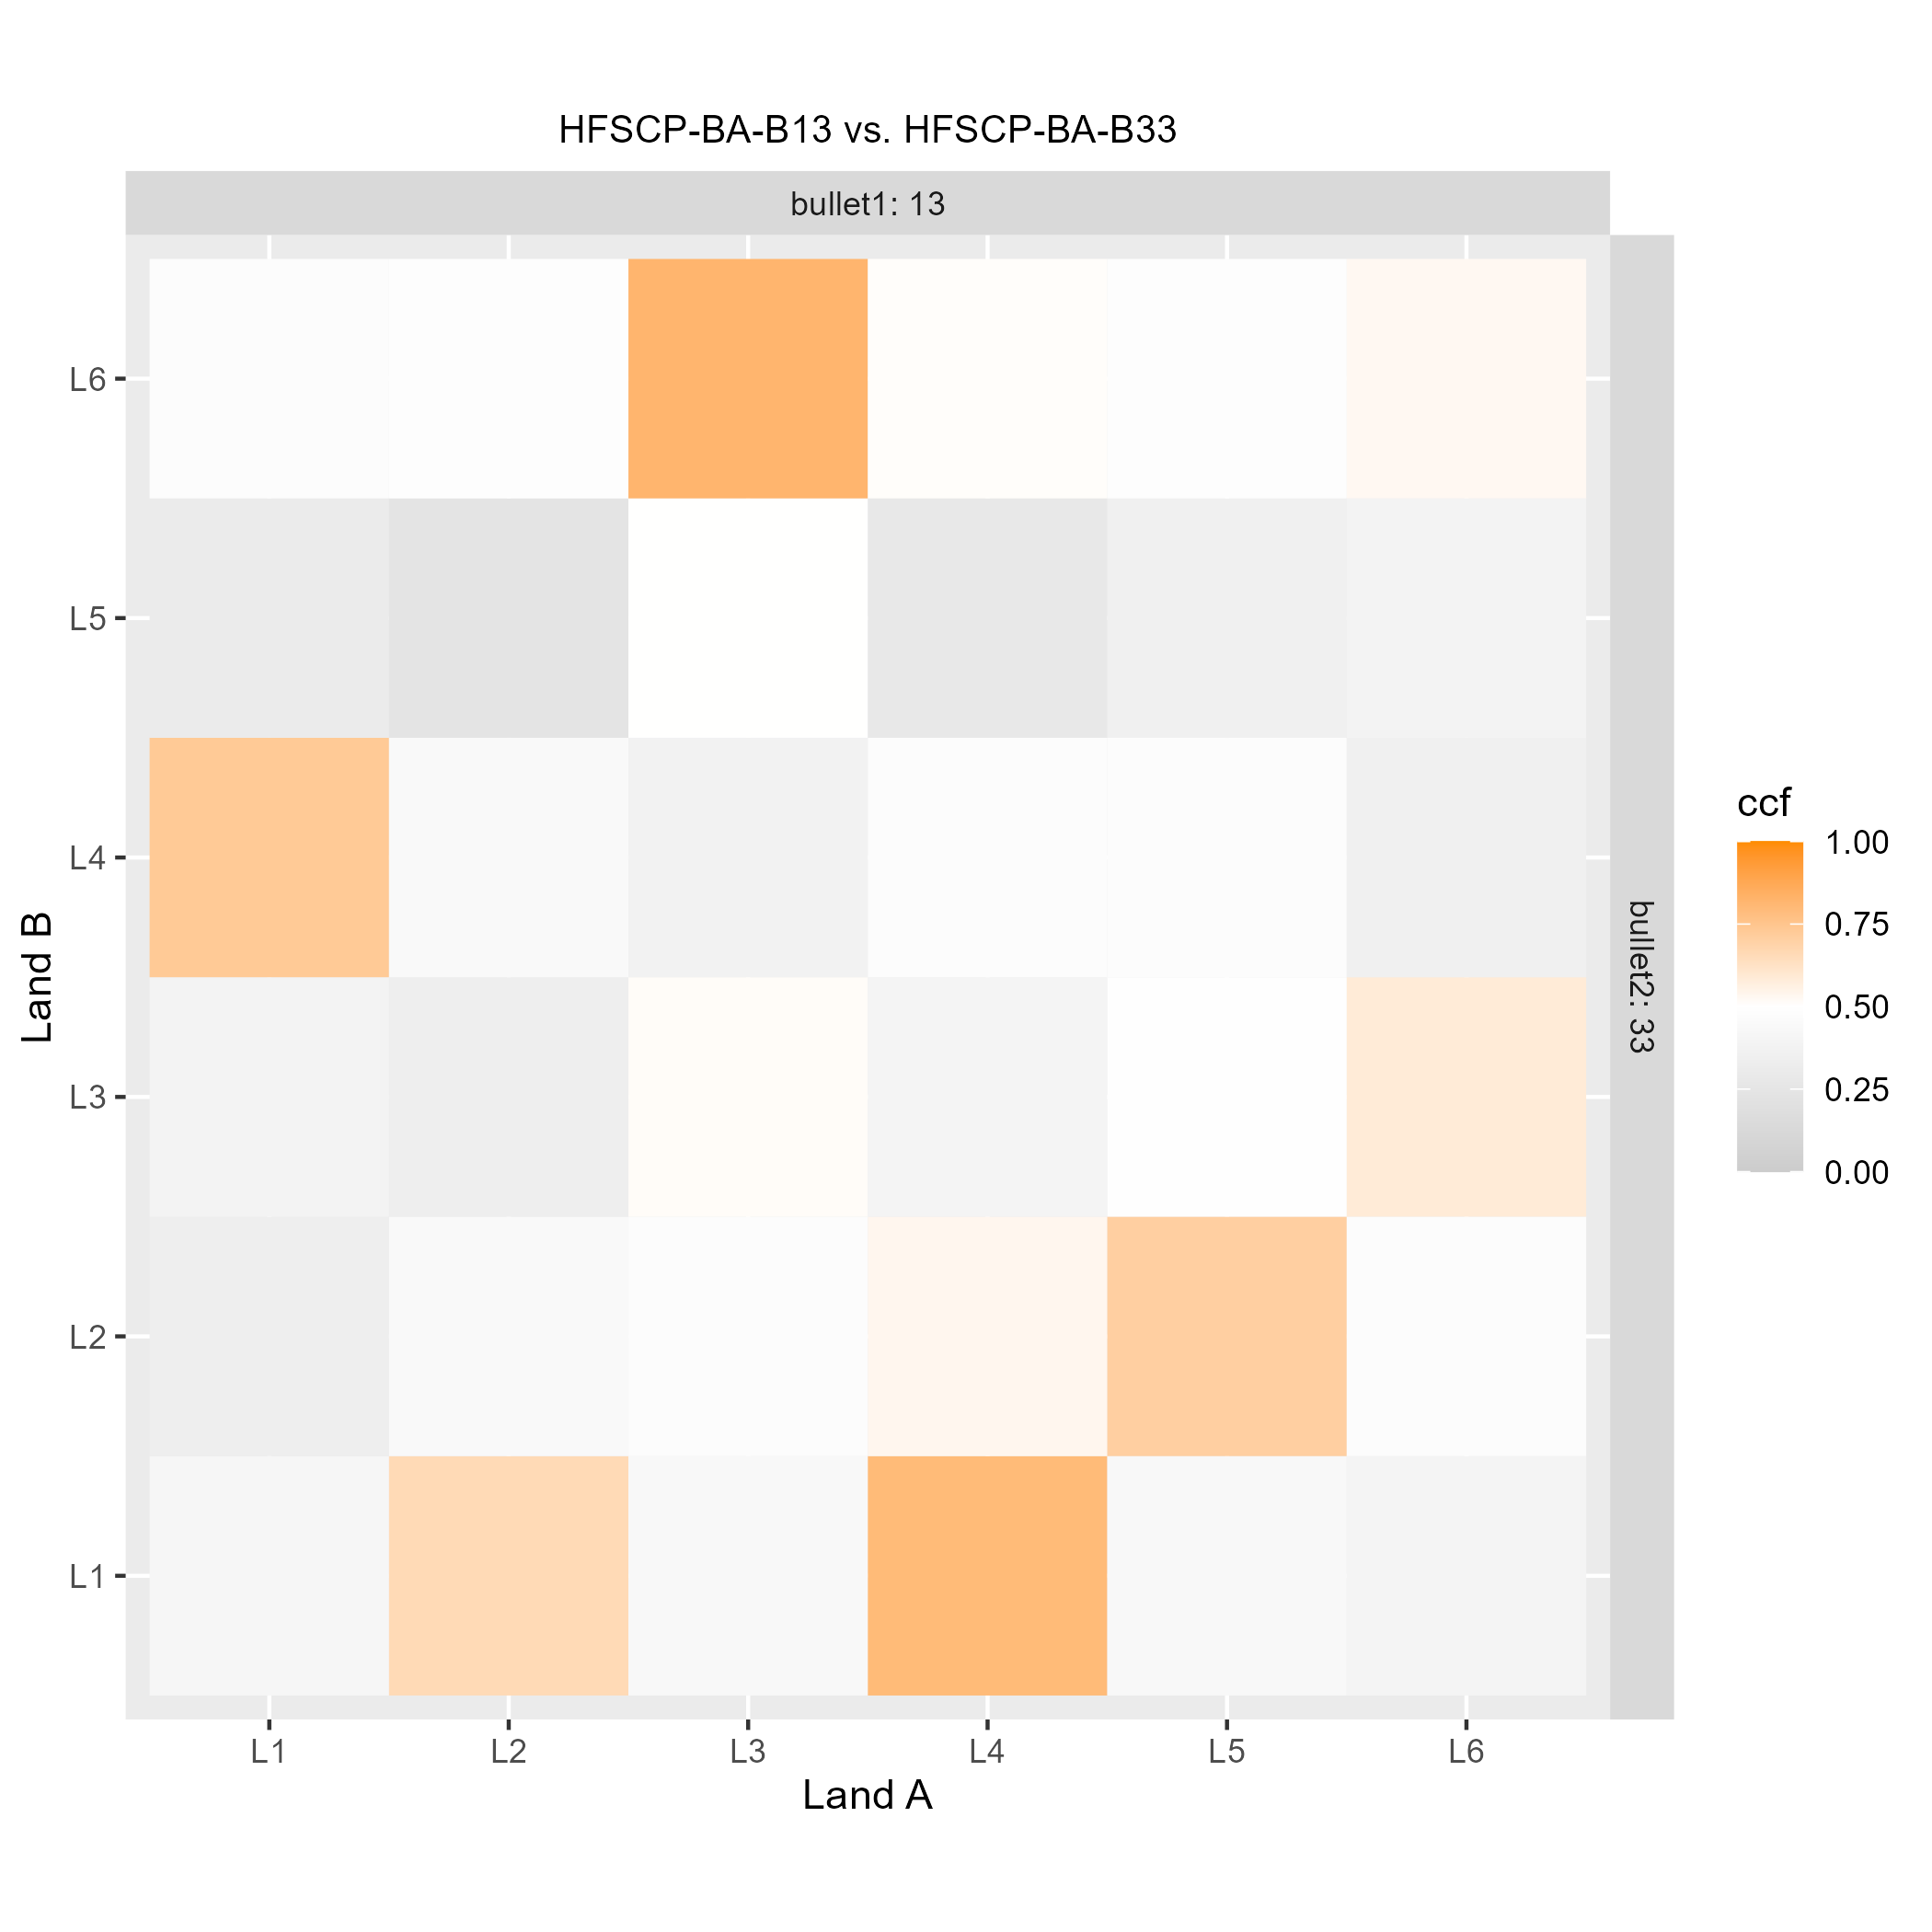 HFSCP-BA-B13 vs. HFSCP-BA-B33
bullet1: 13
L6
L5
L4
L3
L2
L1
Land B
L1 L2 L3 L4 L5 L6
Land A
bullet2: 33
ccf
1.00
0.75
0.50
0.25
0.00